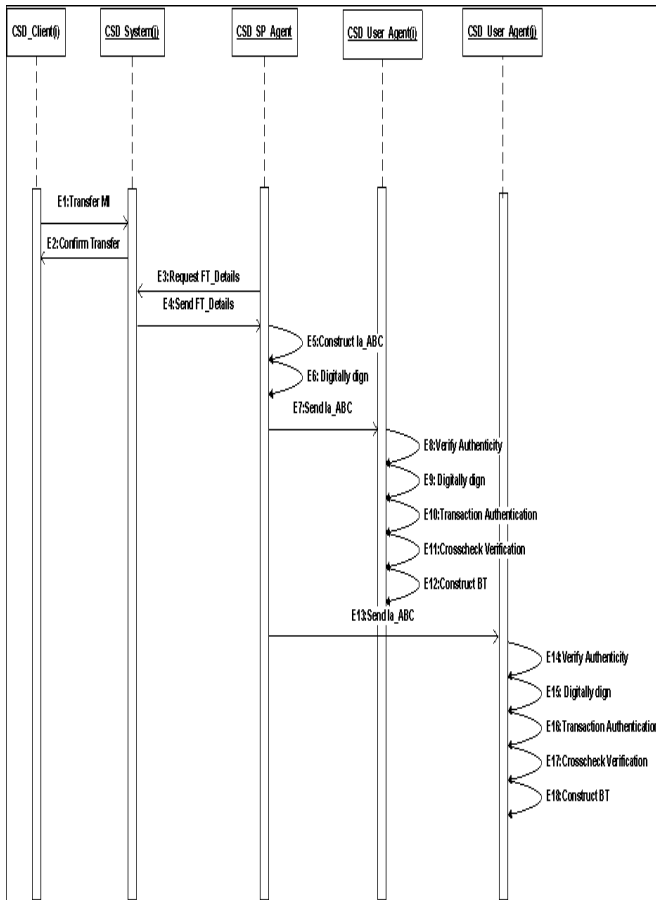 CSD_Client(i)
CSD_System(j)
CSD_SP_Agent
CSD_User_Agent(i)
CSD_User_Agent(j)
E1:Transfer MI
E2:Confirm Transfer
E3:Request FT_Details
E4:Send FT_Details
E5:Construct Ia_ABC
E6: Digitally dign
E7:Send Ia_ABC
E8:Verify Authenticity
E9: Digitally dign
E10:Transaction Authentication
E11:Crosscheck Verification
E12:Construct BT
E13:Send Ia_ABC
E14:Verify Authenticity
E15: Digitally dign
E16:Transaction Authentication
E17:Crosscheck Verification
E18:Construct BT